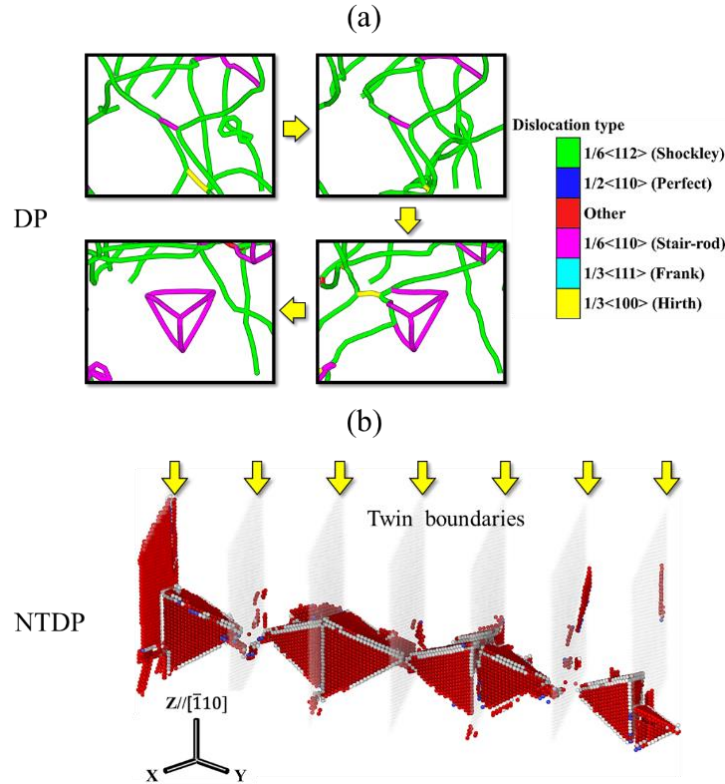 (a)
DP
Dislocation type
1/6<112> (Shockley)
1/2<110> (Perfect)
Other
1/6<110> (Stair-rod)
1/3<111> (Frank)
1/3<100> (Hirth)
(b)
Twin boundaries
NTDP
Z//[1̅10]
X
Y